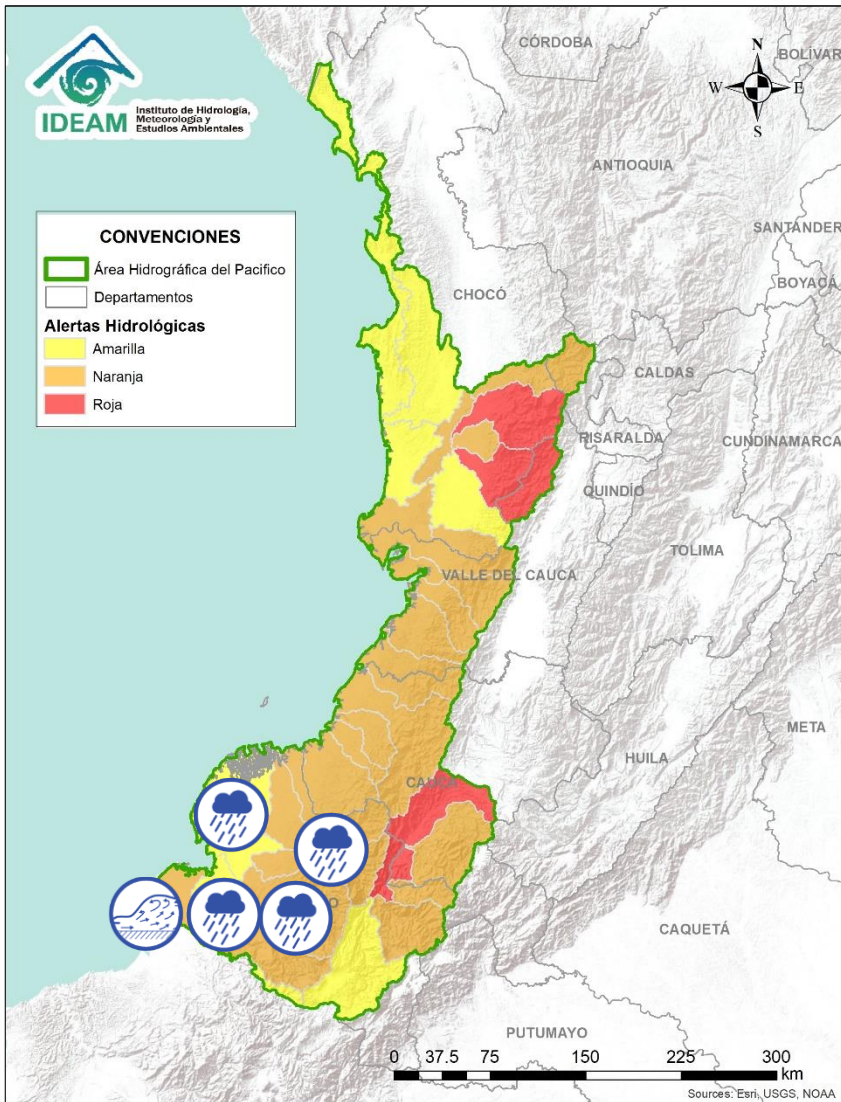 IDEAM
Instituto de Hidrología,
Meteorología y
Estudios Ambientales
N
W
E
S
CÓRDOBA
BOLÍVAR
ANTIOQUIA
SANTANDER
BOYACÁ
CHOCÓ
CONVENCIONES
Área Hidrográfica del Pacifico
Departamentos
Alertas Hidrológicas
Amarilla
Naranja
Roja
CALDAS
RISARALDA
CUNDINAMARCA
QUINDÍO
TOLIMA
VALLE DEL CAUCA
META
HUILA
CAUCA
CAQUETÁ
PUTUMAYO
0
37.5
75
150
225
300
km
Sources: Esri, USGS, NOAA